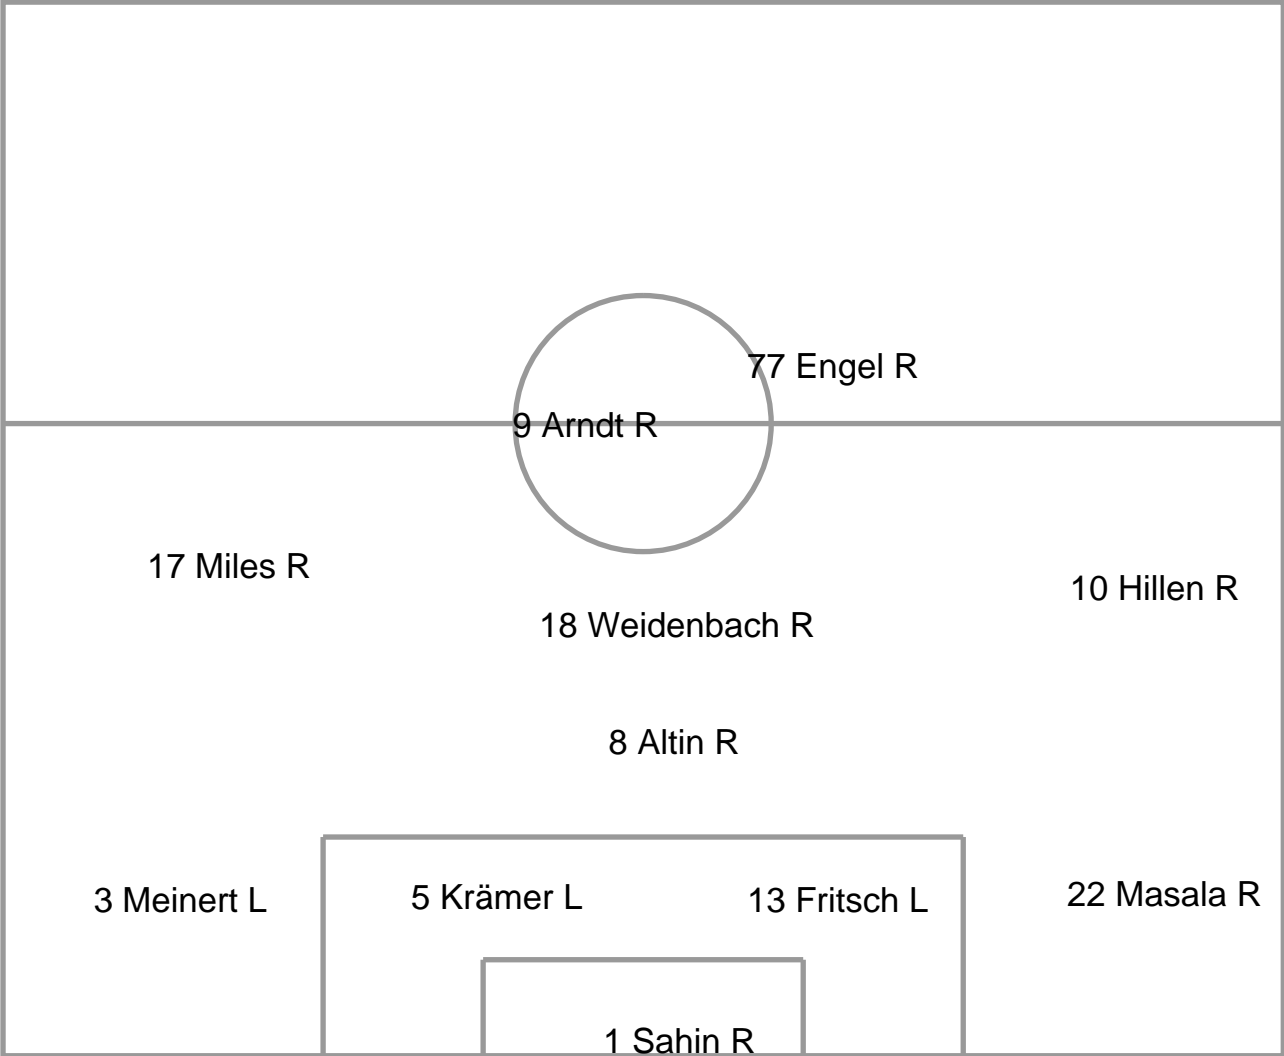 77 Engel R
9 Arndt R
17 Miles R
10 Hillen R
18 Weidenbach R
8 Altin R
3 Meinert L
5 Krämer L
13 Fritsch L
22 Masala R
1 Sahin R